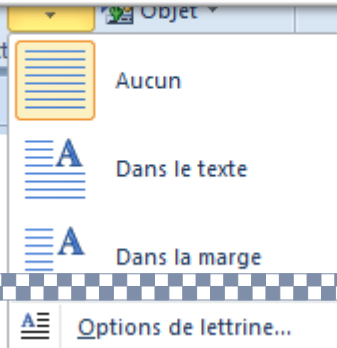 Objet
Aucun
Dans le texte
Dans la marge
Options de lettrine...